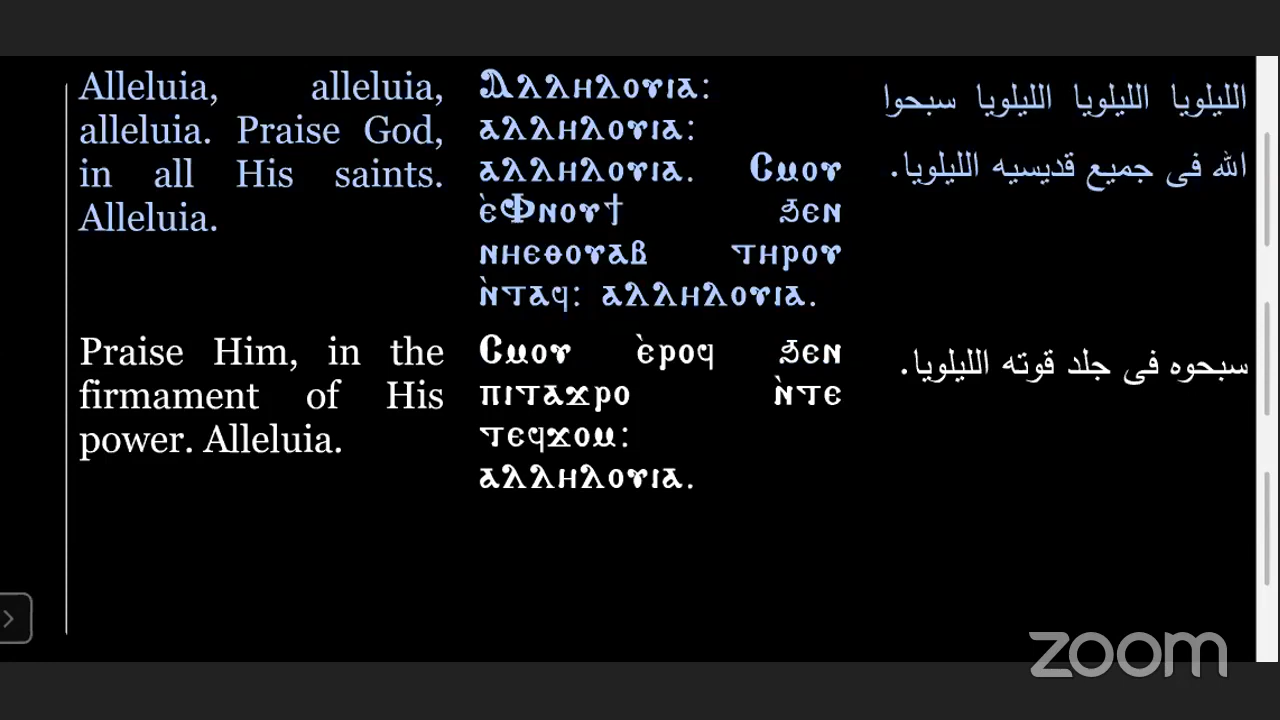 Alleluia, alleluia,
alleluia. Praise God,
in all His saints.
Alleluia.
Ⲁⲗⲗⲏⲗⲟⲩⲓⲁ:
ⲁⲗⲗⲏⲗⲟⲩⲓⲁ:
ⲁⲗⲗⲏⲗⲟⲩⲓⲁ. Ⲥⲙⲟⲩ
ⲉ̀Ⲫⲛⲟⲩϯ ϧⲉⲛ
ⲛⲏⲉⲑⲟⲩⲁⲃ ⲧⲏⲣⲟⲩ
ⲛ̀ⲧⲁϥ: ⲁⲗⲗⲏⲗⲟⲩⲓⲁ.
الليلويا الليلويا الليلويا سبحوا
الله فى جميع قديسيه الليلويا.
Praise Him, in the
firmament of His
power. Alleluia.
Ⲥⲙⲟⲩ ⲉ̀ⲣⲟϥ ϧⲉⲛ
ⲡⲓⲧⲁϫⲣⲟ ⲛ̀ⲧⲉ
ⲧⲉϥϫⲟⲙ:
ⲁⲗⲗⲏⲗⲟⲩⲓⲁ.
سبحوه فى جلد قوته الليلويا.
zoom